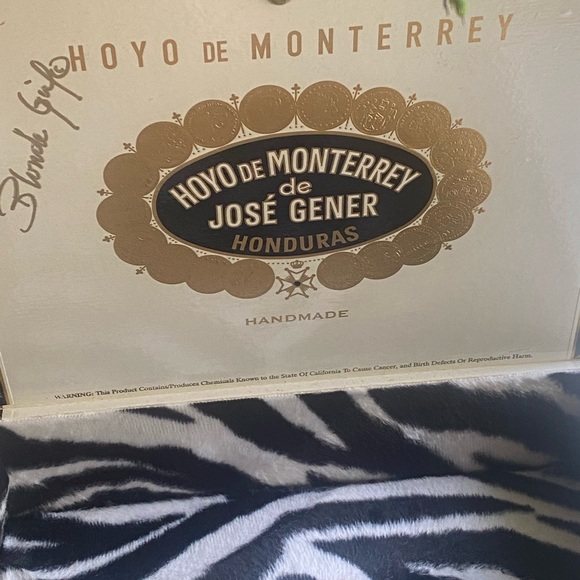 HOYO DE MONTERREY
Blonde Girl©
HOYO DE MONTERREY
de
JOSÉ GENER
HONDURAS
HANDMADE
WARNING: This Product Contains/Produces Chemicals Known to the State Of California To Cause Cancer, and Birth Defects Or Reproductive Harm.